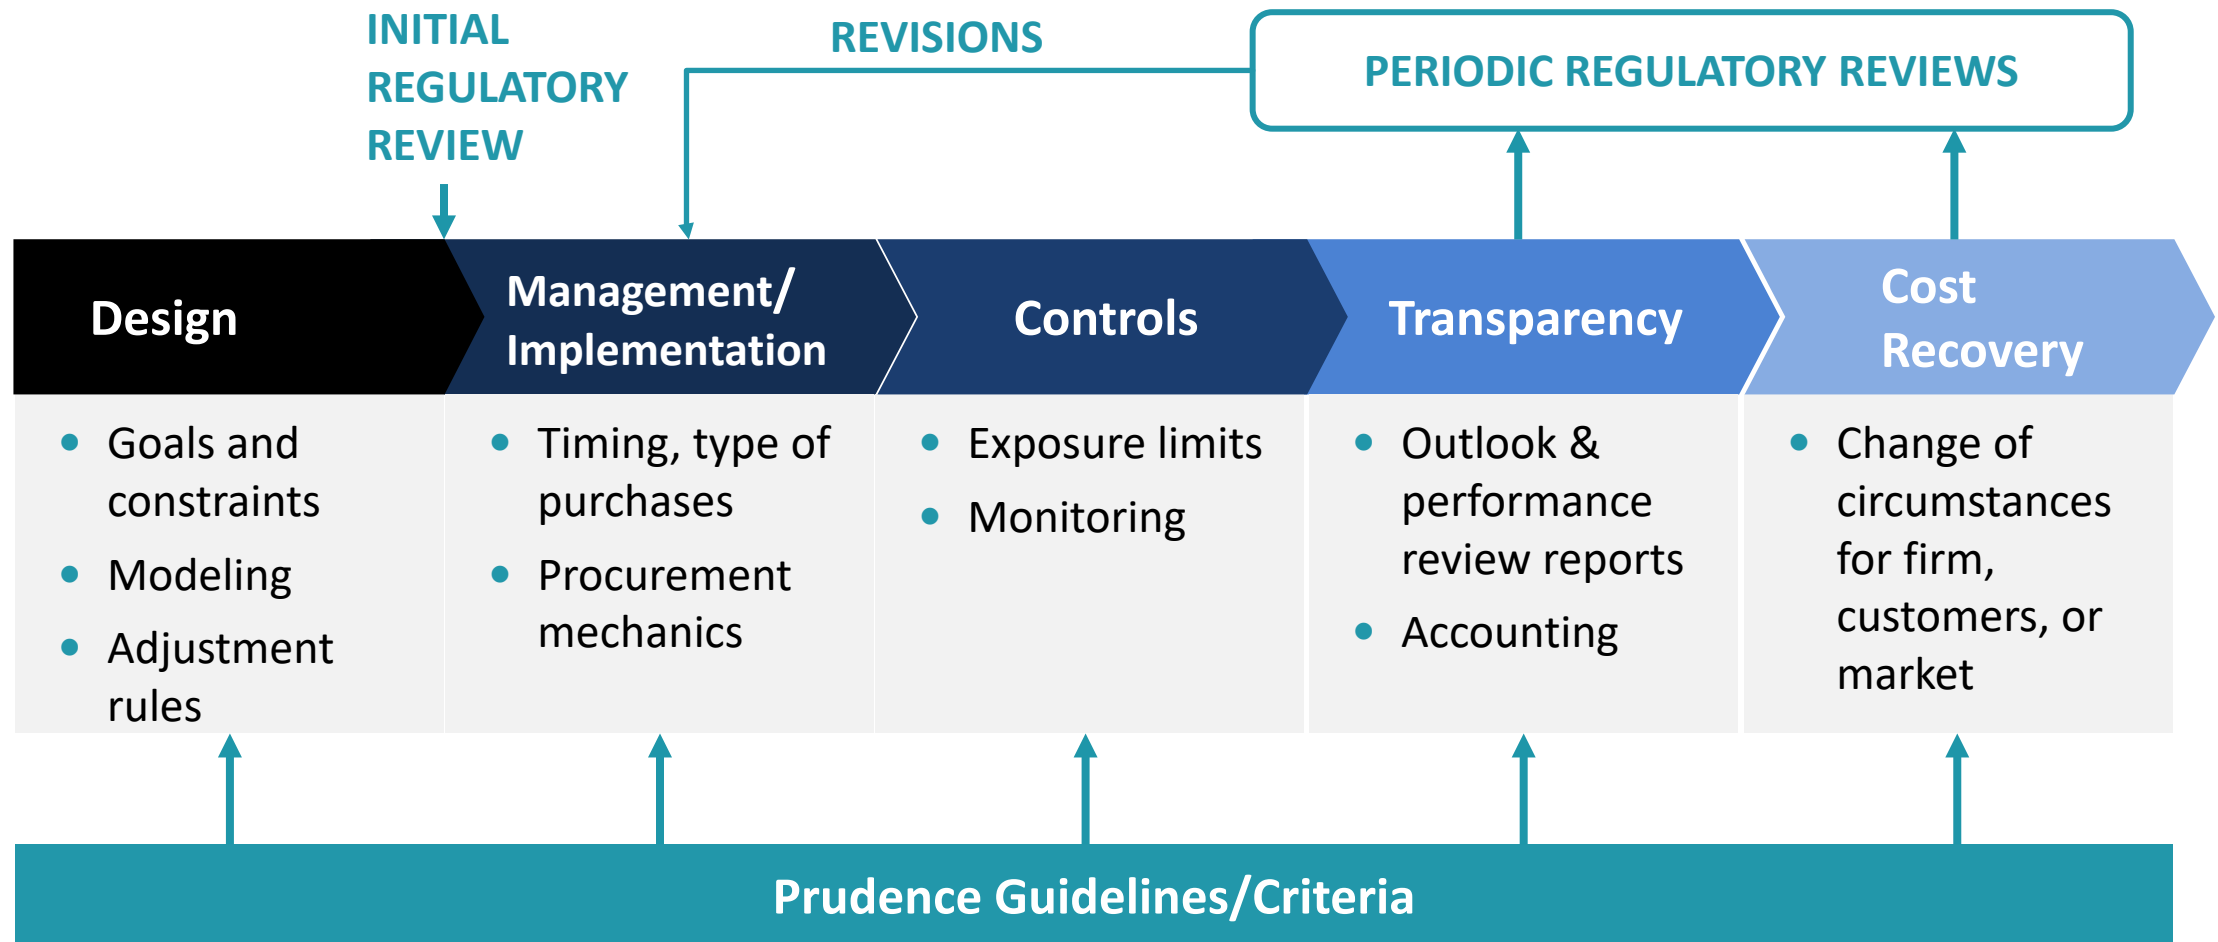 INITIAL
REGULATORY
REVIEW
REVISIONS
PERIODIC REGULATORY REVIEWS
Design
Management/
Implementation
Controls
Transparency
Cost
Recovery
• Goals and
constraints
• Modeling
• Adjustment
rules
• Timing, type of
purchases
• Procurement
mechanics
• Exposure limits
• Monitoring
• Outlook &
performance
review reports
• Accounting
• Change of
circumstances
for firm,
customers, or
market
Prudence Guidelines/Criteria